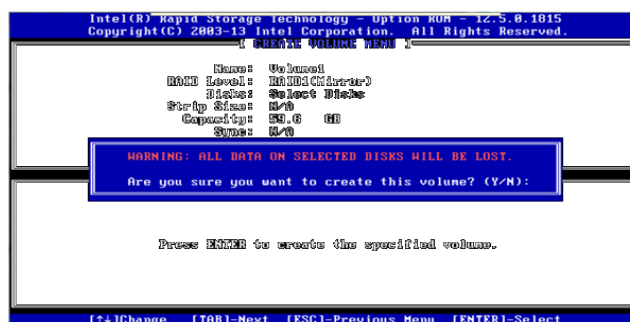 Intel(R) Rapid Storage Technology - Option ROM - 12.5.0.1815
Copyright(C) 2003-13 Intel Corporation. All Rights Reserved.
[ CREATE VOLUME MENU ]
Name: Volume1
RAID Level: RAID1(Mirror)
Disks: Select Disks
Strip Size: N/A
Capacity: 59.6 GB
Sync: N/A
WARNING: ALL DATA ON SELECTED DISKS WILL BE LOST.
Are you sure you want to create this volume? (Y/N):
Press ENTER to create the specified volume.
[↑↓]Change [TAB]-Next [ESC]-Previous Menu [ENTER]-Select